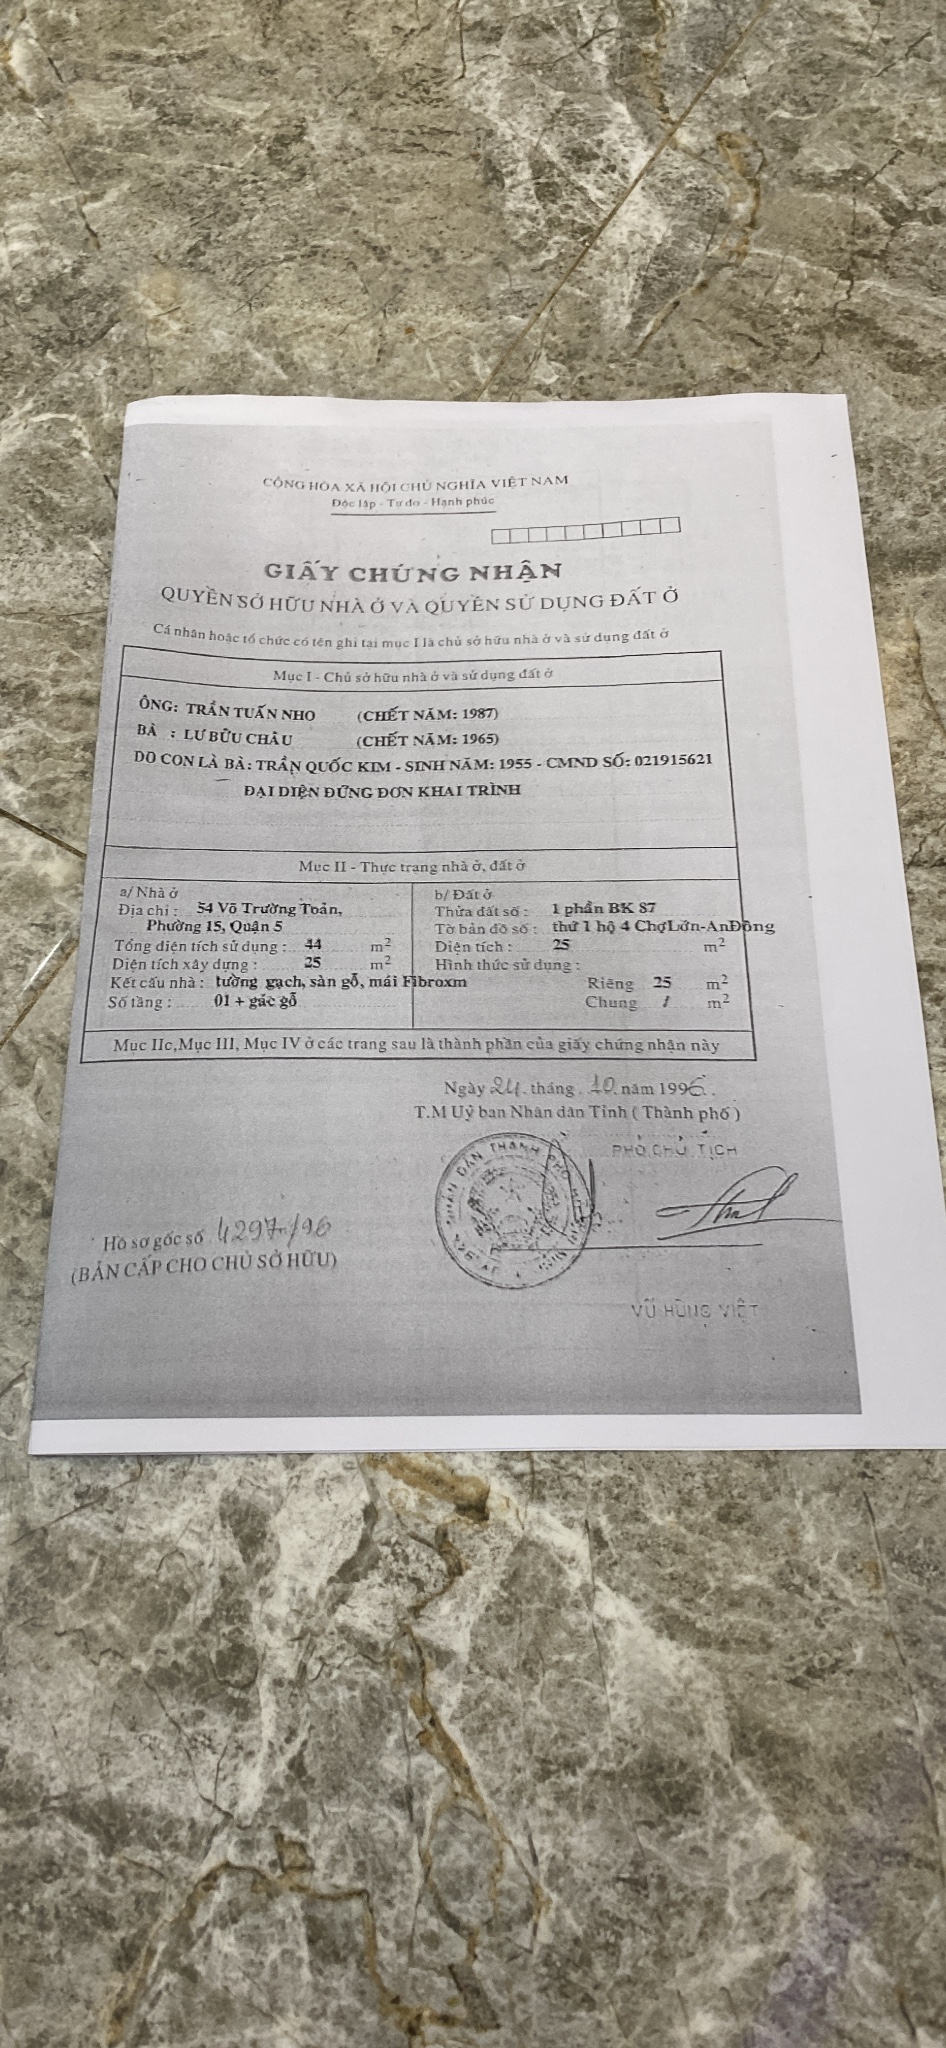 CỘNG HÒA XÃ HỘI CHỦ NGHĨA VIỆT NAM
Độc lập - Tự do - Hạnh phúc
GIẤY CHỨNG NHẬN
QUYỀN SỞ HỮU NHÀ Ở VÀ QUYỀN SỬ DỤNG ĐẤT Ở
Cá nhân hoặc tổ chức có tên ghi tại mục I là chủ sở hữu nhà ở và sử dụng đất ở
Mục I - Chủ sở hữu nhà ở và sử dụng đất ở
ÔNG: TRẦN TUẤN NHO (CHẾT NĂM: 1987)
BÀ : LƯ BỮU CHÂU (CHẾT NĂM: 1965)
DO CON LÀ BÀ: TRẦN QUỐC KIM - SINH NĂM: 1955 - CMND SỐ: 021915621
ĐẠI DIỆN ĐỨNG ĐƠN KHAI TRÌNH
Mục II - Thực trạng nhà ở, đất ở
a/ Nhà ở
Địa chỉ : 54 Võ Trường Toản,
Phường 15, Quận 5
Tổng diện tích sử dụng : 44 m²
Diện tích xây dựng : 25 m²
Kết cấu nhà : tường gạch, sàn gỗ, mái Fibroxm
Số tầng : 01 + gác gỗ
b/ Đất ở
Thửa đất số : 1 phần BK 87
Tờ bản đồ số : thứ 1 hộ 4 ChợLớn-AnĐông
Diện tích : 25 m²
Hình thức sử dụng :
Riêng 25 m²
Chung / m²
Mục IIc,Mục III, Mục IV ở các trang sau là thành phần của giấy chứng nhận này
Ngày 24. tháng . 10. năm 1996.
T.M Uỷ ban Nhân dân Tỉnh ( Thành phố )
PHÓ CHỦ TỊCH
Hồ sơ gốc số 4297/96
(BẢN CẤP CHO CHỦ SỞ HỮU)
VŨ HÙNG VIỆT